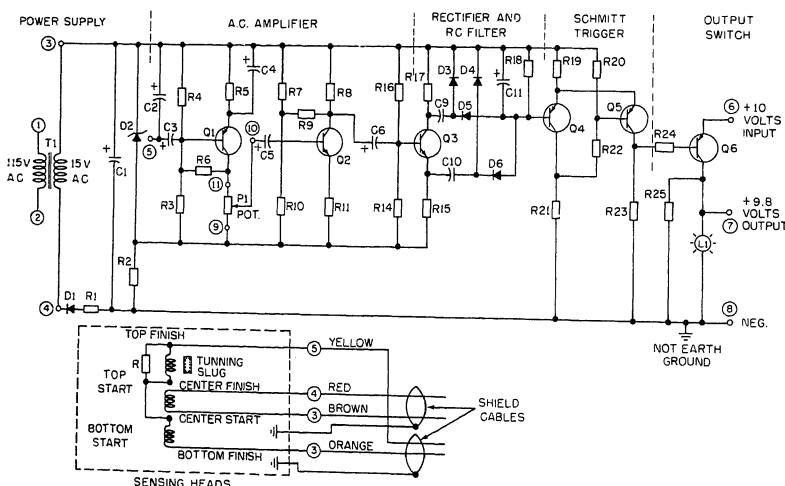 POWER SUPPLY
A.C. AMPLIFIER
RECTIFIER AND
RC FILTER
SCHMITT
TRIGGER
OUTPUT
SWITCH
3
D3 D4 R18
R19 R20
C4
R4 R5 R7 R8 R16 R17
C2
D2
C11
Q5
6 +10
VOLTS
INPUT
1
T1
115V
AC
15V
AC
2
C1
5 C3 Q1 10 R9 C5 Q2 C6 C9 D5 Q3 Q4
R24 Q6
R22
R6
11
C10 D6
R25
P1
POT.
R3 R10 R11 R14 R15
R21 R23
9
+9.8
VOLTS
7 OUTPUT
L1
R2
4 D1 R1
8
NEG.
NOT EARTH
GROUND
TOP FINISH
5 YELLOW
R
TUNNING
SLUG
TOP
START
CENTER FINISH 4 RED
CENTER START 3 BROWN
SHIELD
CABLES
BOTTOM
START
3 ORANGE
BOTTOM FINISH
SENSING HEADS